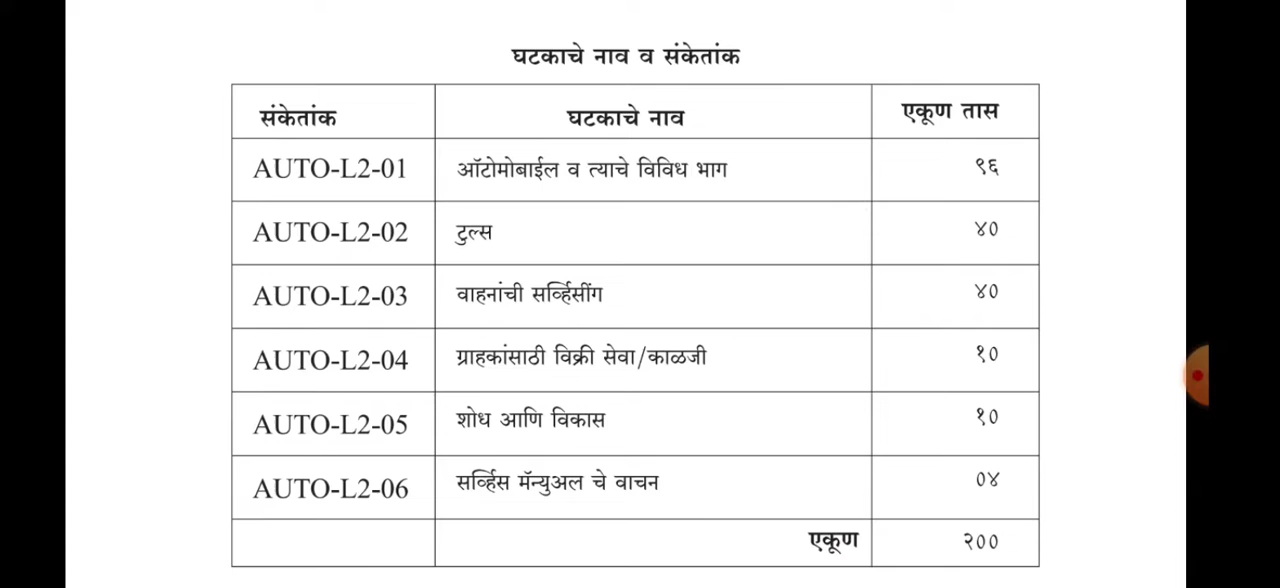 घटकाचे नाव व संकेतांक
संकेतांक घटकाचे नाव एकूण तास
AUTO-L2-01 ऑटोमोबाईल व त्याचे विविध भाग ९६
AUTO-L2-02 टुल्स ४०
AUTO-L2-03 वाहनांची सर्व्हिसींग ४०
AUTO-L2-04 ग्राहकांसाठी विक्री सेवा/काळजी १०
AUTO-L2-05 शोध आणि विकास १०
AUTO-L2-06 सर्व्हिस मॅन्युअल चे वाचन ०४
एकूण २००